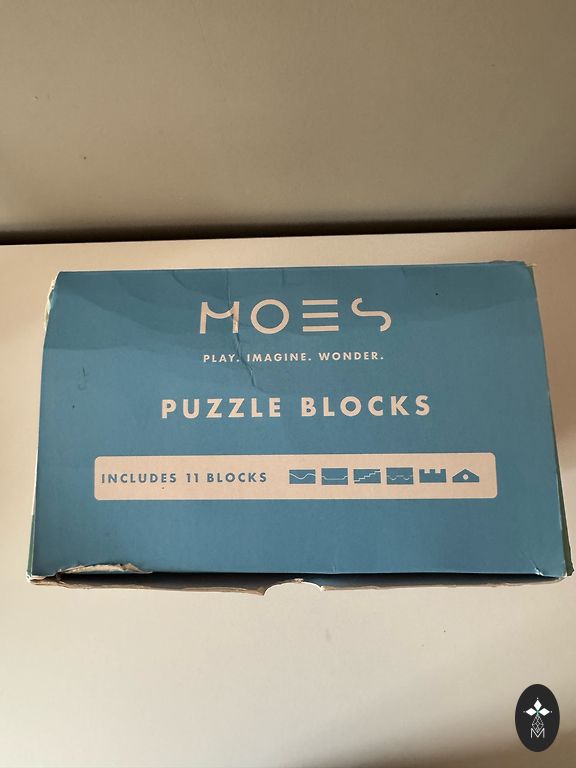 MOES
PLAY. IMAGINE. WONDER.
PUZZLE BLOCKS
INCLUDES 11 BLOCKS
M